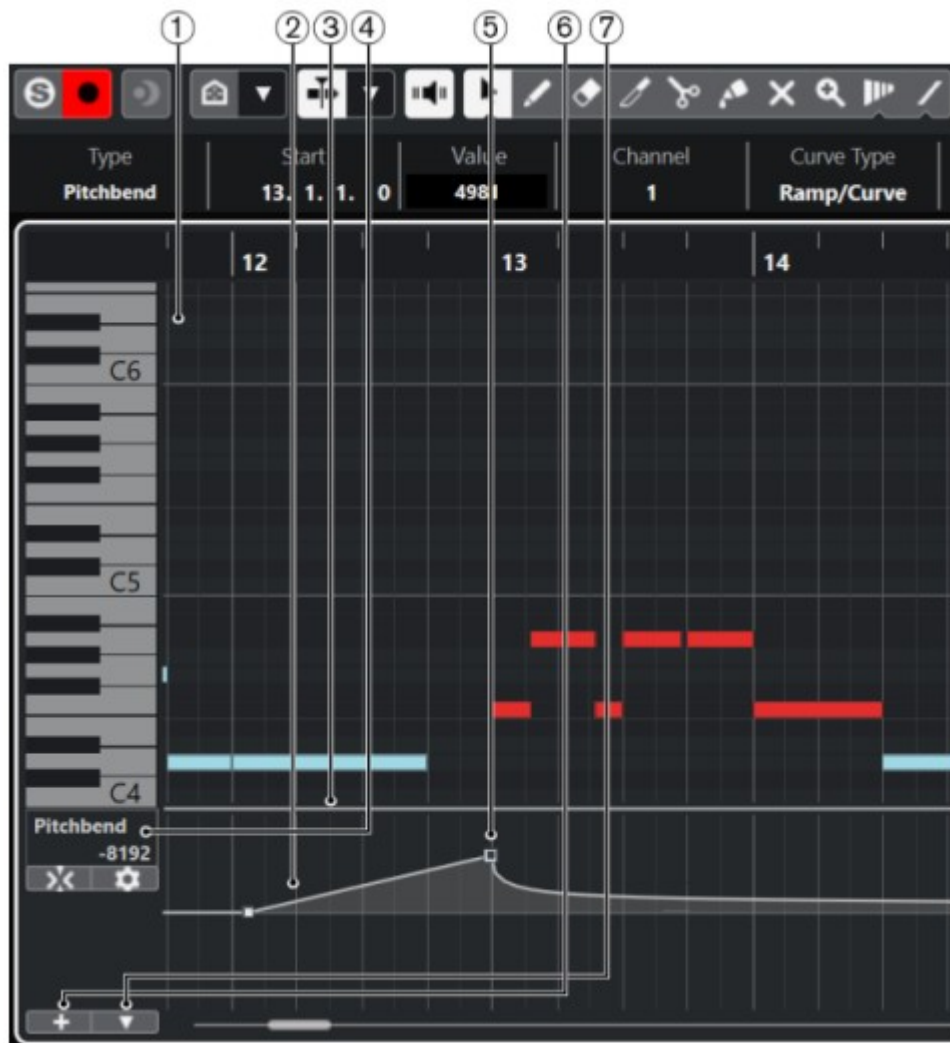 ① ② ③ ④ ⑤ ⑥ ⑦
S
Type Start Value Channel Curve Type
Pitchbend 13. 1. 1. 0 4981 1 Ramp/Curve
12 13 14
C6
C5
C4
Pitchbend
-8192